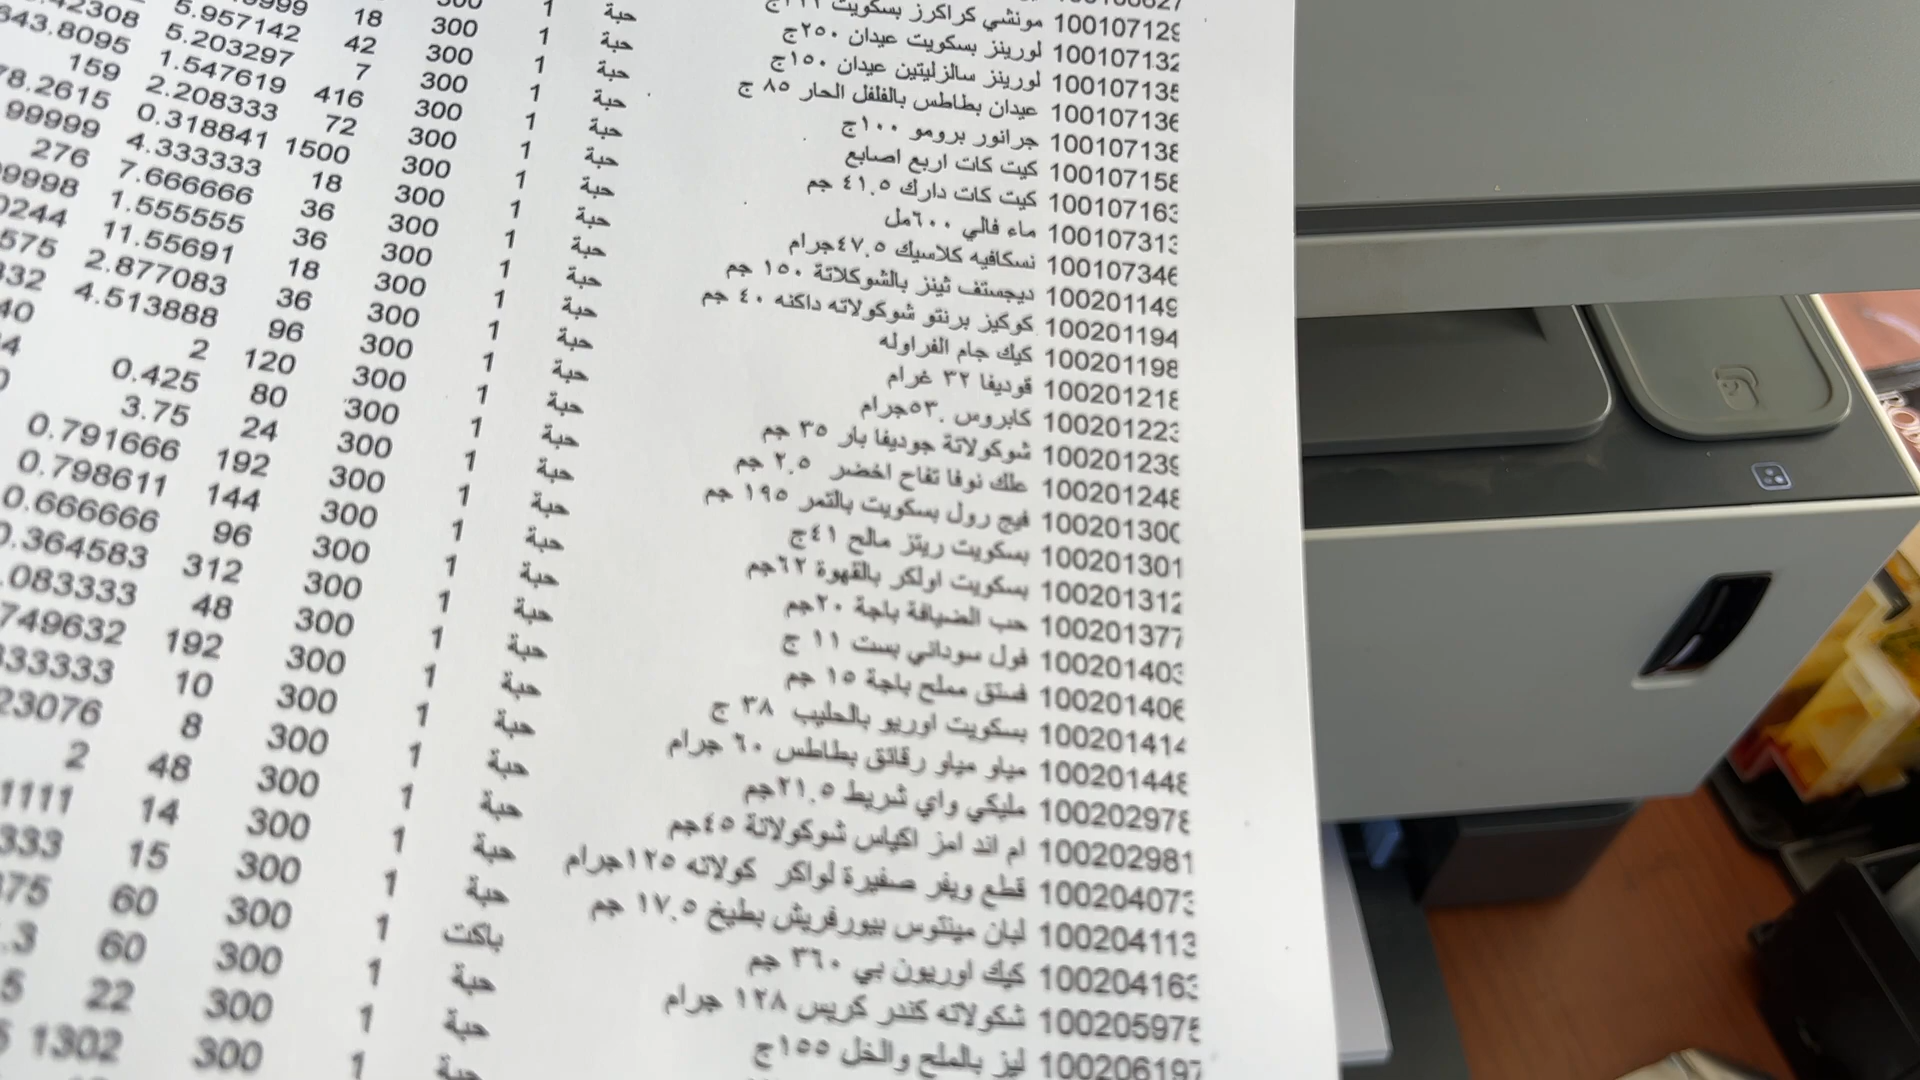 100107129 مونشي كراكرز بسكويت حبة 1 300 18 5.957142
100107132 لورينز بسكويت عيدان ٢٥٠ج حبة 1 300 42 5.203297
100107135 لورينز سالزليتين عيدان ١٥٠ج حبة 1 300 7 1.547619 159
100107136 عيدان بطاطس بالفلفل الحار ٨٥ ج حبة 1 300 416 2.208333
100107138 جرانور برومو ١٠٠ج حبة 1 300 72 0.318841
100107158 كيت كات اربع اصابع حبة 1 300 1500 4.333333 276
100107163 كيت كات دارك ٤١.٥ جم حبة 1 300 18 7.666666
100107313 ماء فالي ٦٠٠مل حبة 1 300 36 1.555555
100107346 نسكافيه كلاسيك ٤٧.٥جرام حبة 1 300 36 11.55691
100201149 ديجستف ثينز بالشوكلاتة ١٥٠ جم حبة 1 300 18 2.877083
100201194 كوكيز برنتو شوكولاته داكنه ٤٠ جم حبة 1 300 36 4.513888
100201198 كيك جام الفراوله حبة 1 300 96 2
100201218 قوديفا ٣٢ غرام حبة 1 300 120 0.425
100201223 كابروس .٥٣جرام حبة 1 300 80 3.75
100201239 شوكولاتة جوديفا بار ٣٥ جم حبة 1 300 24 0.791666
100201248 علك نوفا تفاح اخضر ٢.٥ جم حبة 1 300 192 0.798611
100201300 فيج رول بسكويت بالتمر ١٩٥ جم حبة 1 300 144 0.666666
100201301 بسكويت ريتز مالح ٤١ج حبة 1 300 96 0.364583
100201312 بسكويت اولكر بالقهوة ٦٢جم حبة 1 300 312 .083333
100201377 حب الضيافة باجة ٢٠جم حبة 1 300 48 749632
100201403 فول سوداني بست ١١ ج حبة 1 300 192 333333
100201406 فستق مملح باجة ١٥ جم حبة 1 300 10 23076
100201414 بسكويت اوريو بالحليب ٣٨ ج حبة 1 300 8 2
100201448 مياو مياو رقائق بطاطس ٦٠ جرام حبة 1 300 48 1111
100202978 مليكي واي شريط ٢١.٥جم حبة 1 300 14 333
100202981 ام اند امز اكياس شوكولاتة ٤٥جم حبة 1 300 15
100204073 قطع ويفر صغيرة لواكر كولاته ١٢٥جرام حبة 1 300 60
100204113 لبان مينتوس بيورفريش بطيخ ١٧.٥ جم باكت 1 300 60
100204163 كيك اوريون بي ٣٦٠ جم حبة 1 300 22
100205975 شكولاته كندر كريس ١٢٨ جرام حبة 1 300 1302
100206197 ليز بالملح والخل ١٥٥ج حبة